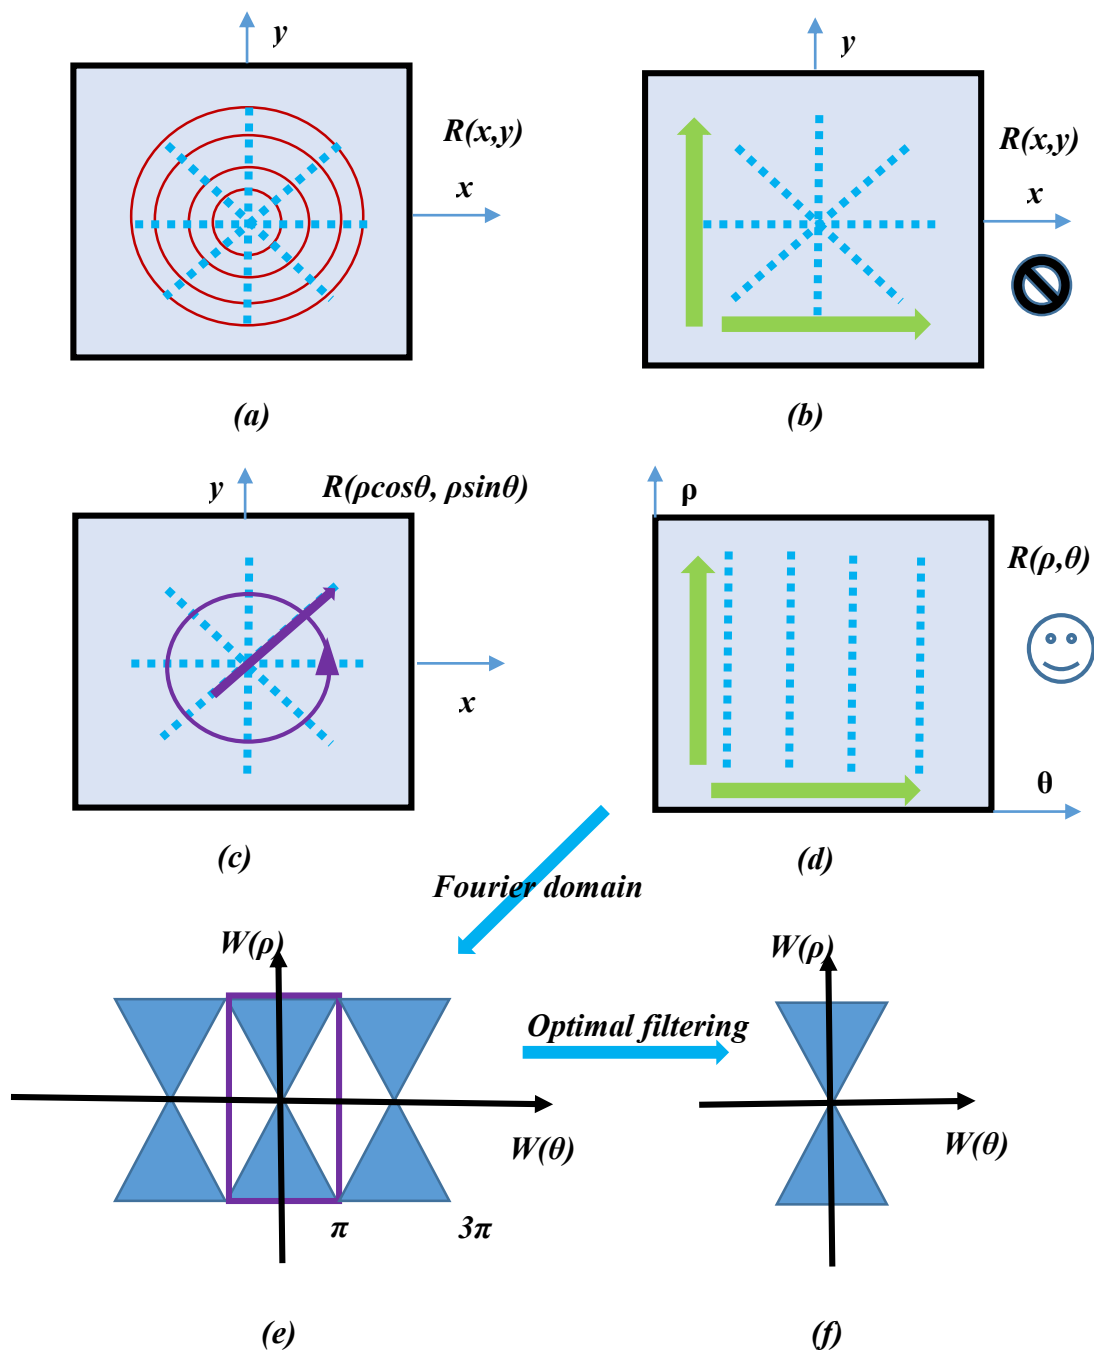 y
R(x,y)
x
(a)
y
R(x,y)
x
(b)
y
R(ρcosθ, ρsinθ)
x
(c)
ρ
R(ρ,θ)
θ
(d)
Fourier domain
W(ρ)
W(θ)
π
3π
(e)
Optimal filtering
W(ρ)
W(θ)
(f)